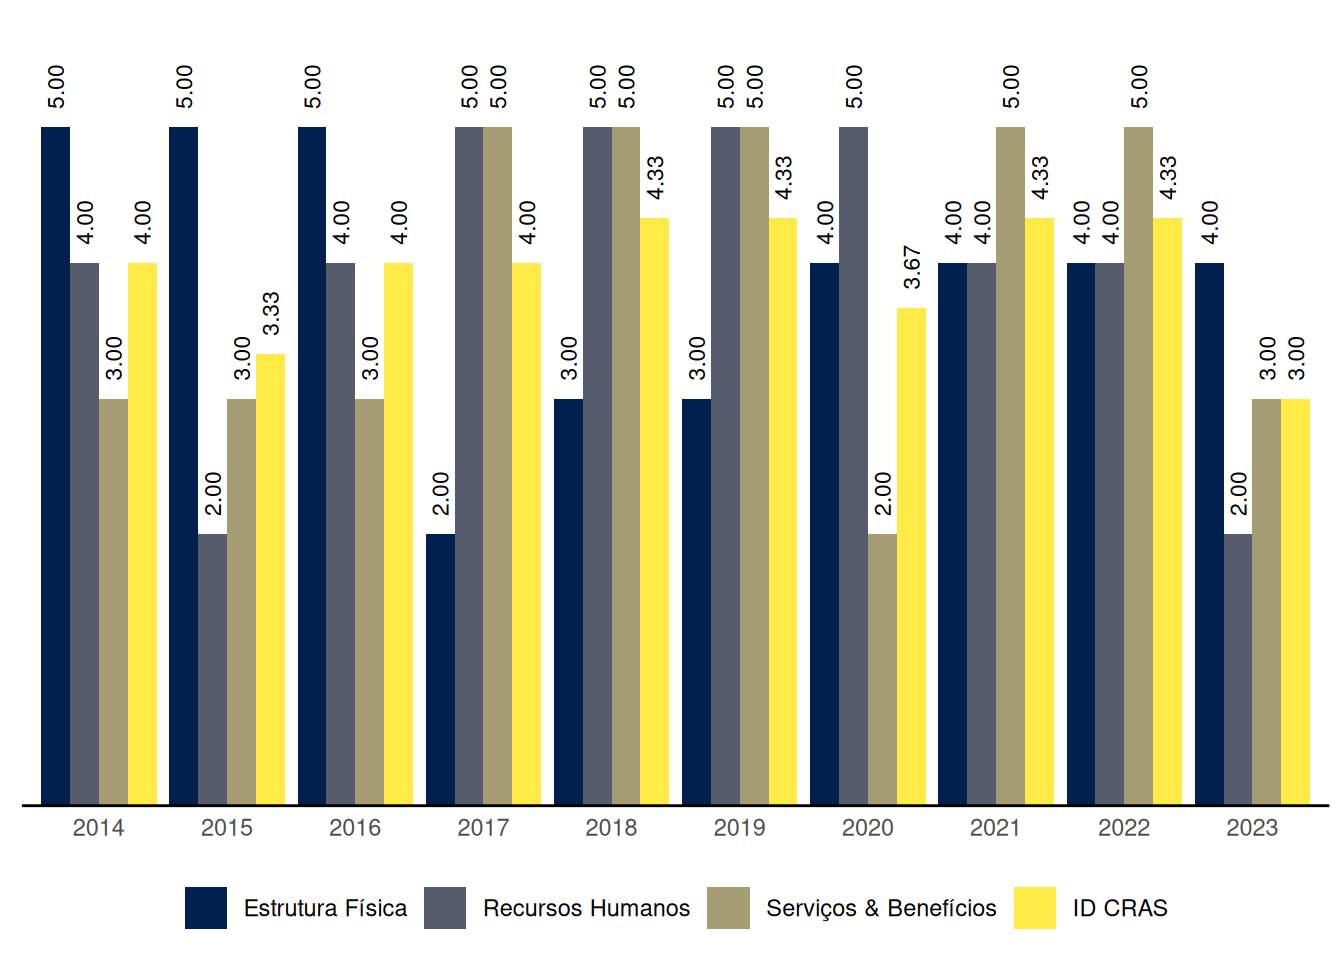 5.00 4.00 3.00 4.00
5.00 2.00 3.00 3.33
5.00 4.00 3.00 4.00
2.00 5.00 5.00 4.00
3.00 5.00 5.00 4.33
3.00 5.00 5.00 4.33
4.00 5.00 2.00 3.67
4.00 4.00 5.00 4.33
4.00 4.00 5.00 4.33
4.00 2.00 3.00 3.00
2014 2015 2016 2017 2018 2019 2020 2021 2022 2023
Estrutura Física Recursos Humanos Serviços & Benefícios ID CRAS